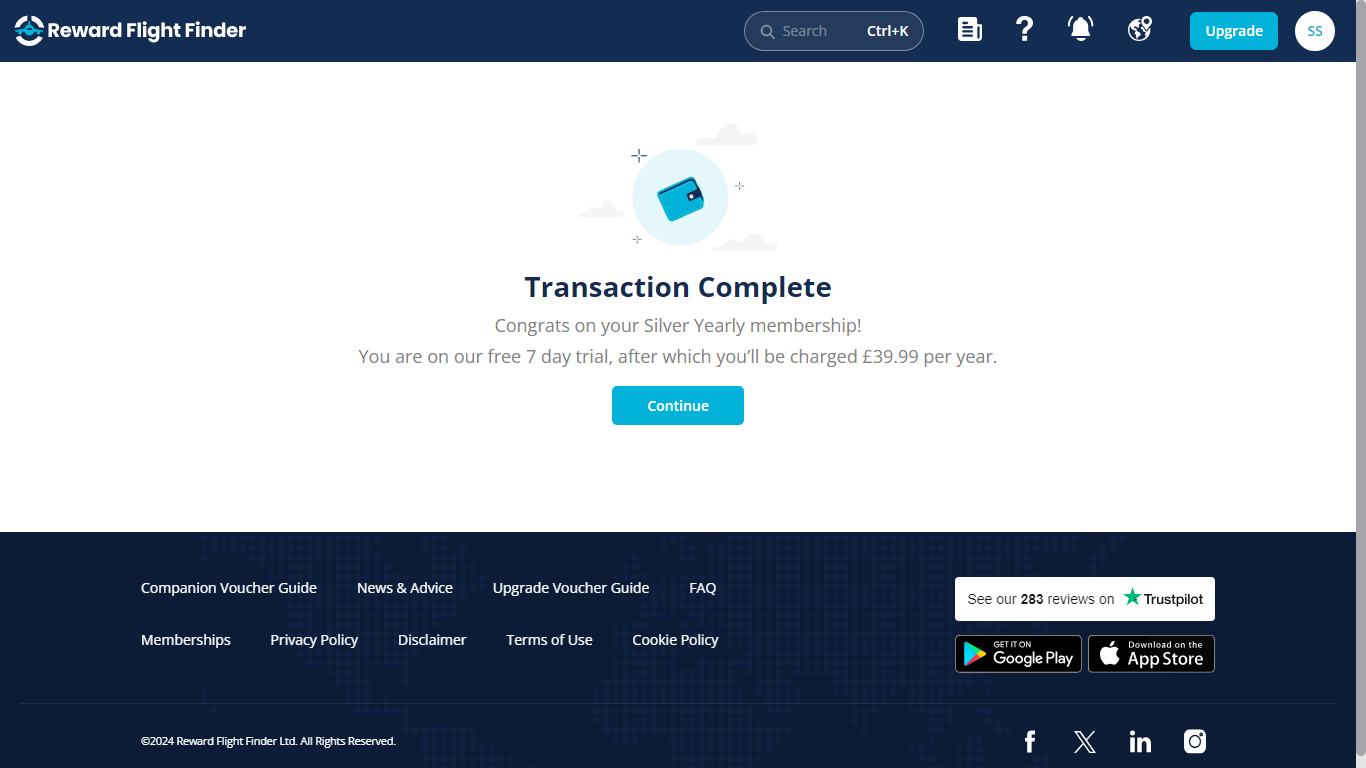 Reward Flight Finder
Search Ctrl+K
?
Upgrade
SS
Transaction Complete
Congrats on your Silver Yearly membership!
You are on our free 7 day trial, after which you’ll be charged £39.99 per year.
Continue
Companion Voucher Guide News & Advice Upgrade Voucher Guide FAQ
See our 283 reviews on Trustpilot
Memberships Privacy Policy Disclaimer Terms of Use Cookie Policy
GET IT ON
Google Play
Download on the
App Store
©2024 Reward Flight Finder Ltd. All Rights Reserved.
f X in